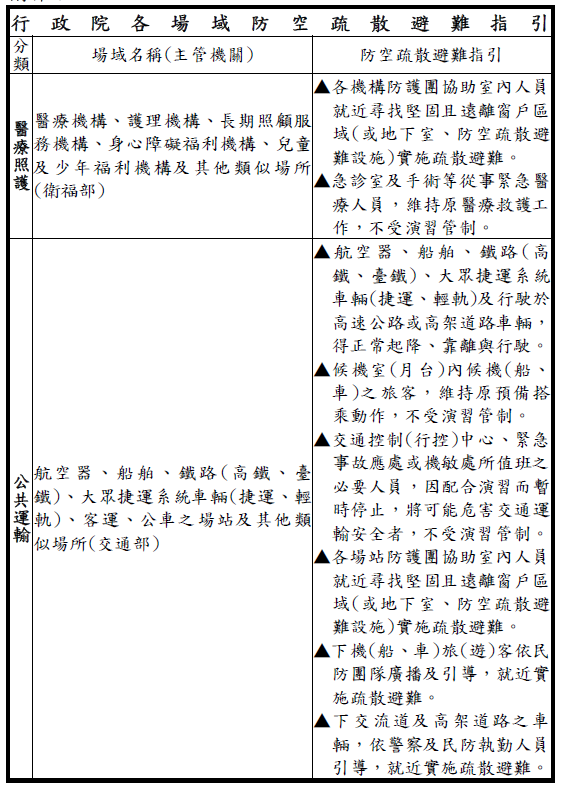 行政院各場域防空疏散避難指引
分類
場域名稱(主管機關)
防空疏散避難指引
醫療照護
醫療機構、護理機構、長期照顧服
務機構、身心障礙福利機構、兒童
及少年福利機構及其他類似場所
(衛福部)
▲各機構防護團協助室內人員
就近尋找堅固且遠離窗戶區
域(或地下室、防空疏散避
難設施)實施疏散避難。
▲急診室及手術等從事緊急醫
療人員，維持原醫療救護工
作，不受演習管制。
公共運輸
航空器、船舶、鐵路(高鐵、臺
鐵)、大眾捷運系統車輛(捷運、輕
軌)、客運、公車之場站及其他類
似場所(交通部)
▲航空器、船舶、鐵路(高
鐵、臺鐵)、大眾捷運系統
車輛(捷運、輕軌)及行駛於
高速公路或高架道路車輛，
得正常起降、靠離與行駛。
▲候機室(月台)內候機(船、
車)之旅客，維持原預備搭
乘動作，不受演習管制。
▲交通控制(行控)中心、緊急
事故應處或機敏處所值班之
必要人員，因配合演習而暫
時停止，將可能危害交通運
輸安全者，不受演習管制。
▲各場站防護團協助室內人員
就近尋找堅固且遠離窗戶區
域(或地下室、防空疏散避
難設施)實施疏散避難。
▲下機(船、車)旅(遊)客依民
防團隊廣播及引導，就近實
施疏散避難。
▲下交流道及高架道路之車
輛，依警察及民防執勤人員
引導，就近實施疏散避難。